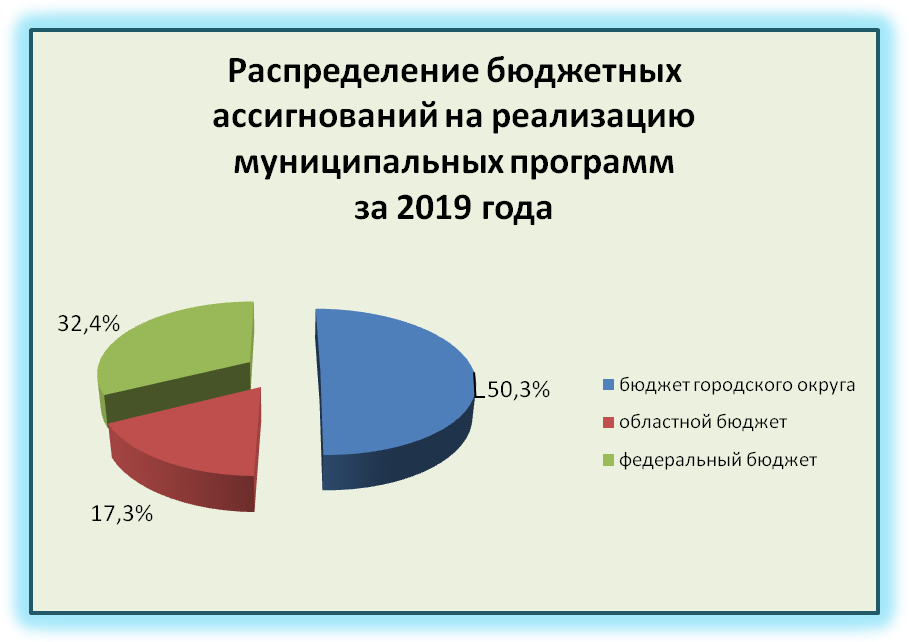 Распределение бюджетных
ассигнований на реализацию
муниципальных программ
за 2019 года
32,4%
50,3%
17,3%
бюджет городского округа
областной бюджет
федеральный бюджет